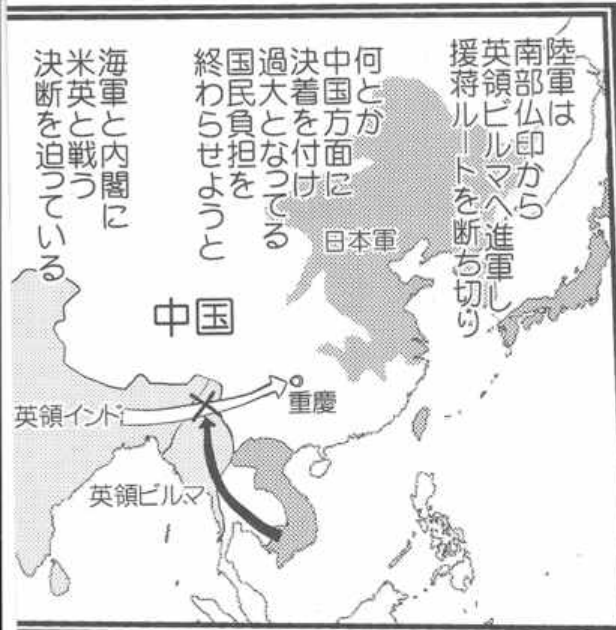 陸軍は
南部仏印から
英領ビルマへ進軍し
援蒋ルートを断ち切り
何とか
中国方面に
決着を付け
過大となってる
国民負担を
終わらせようと
海軍と内閣に
米英と戦う
決断を迫っている
日本軍
中国
重慶
英領インド
英領ビルマ